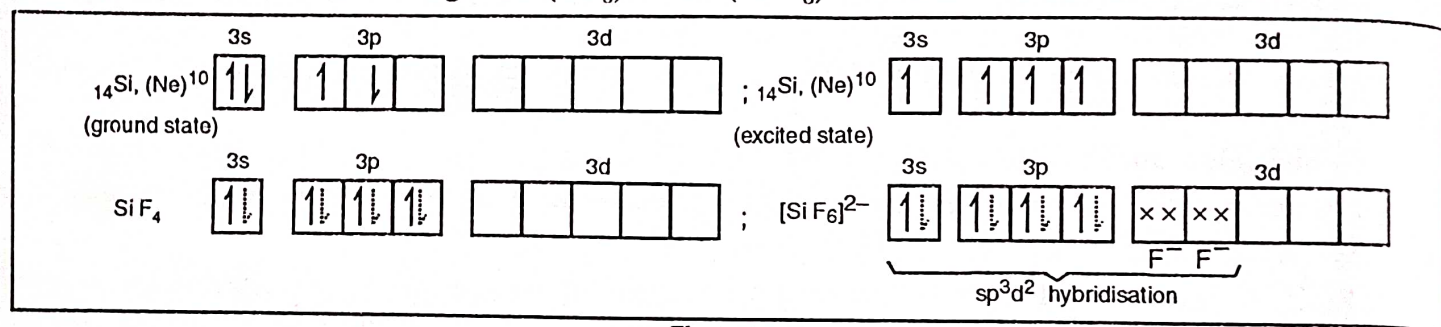 3s 3p 3d 3s 3p 3d
₁₄Si, (Ne)¹⁰ ; ₁₄Si, (Ne)¹⁰
(ground state) (excited state)
3s 3p 3d 3s 3p 3d
Si F₄ ; [Si F₆]²⁻
×× ××
F⁻ F⁻
sp³d² hybridisation